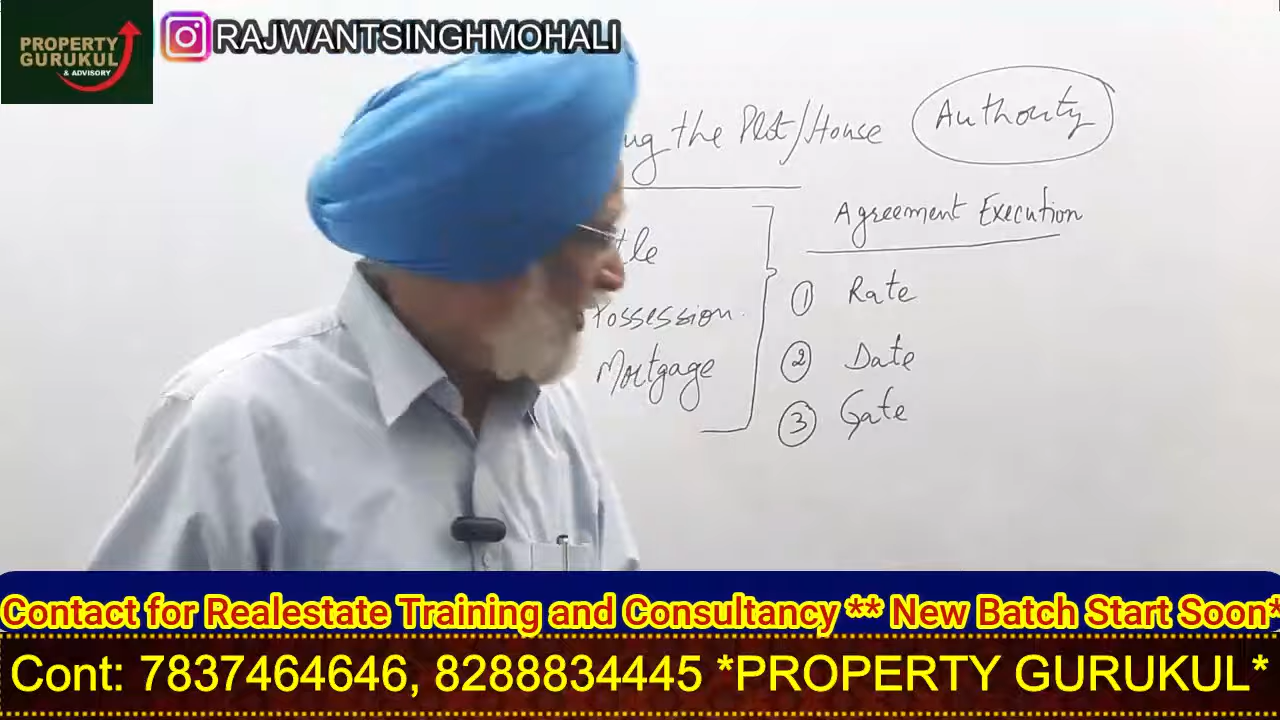 PROPERTY
GURUKUL
& ADVISORY
RAJWANTSINGHMOHALI
the Plot/House
Authority
Agreement Execution
Possession.
Mortgage
① Rate
② Date
③ Gate
Contact for Realestate Training and Consultancy ** New Batch Start Soon*
Cont: 7837464646, 8288834445 *PROPERTY GURUKUL*